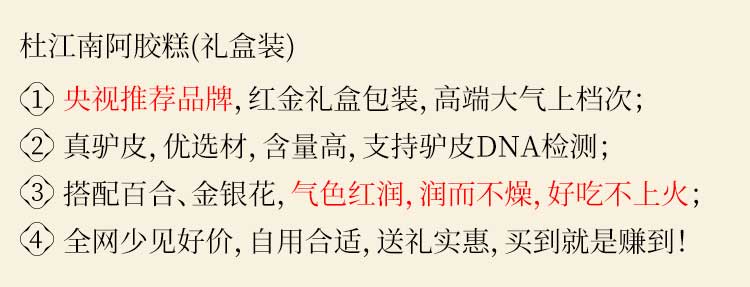 杜江南阿胶糕(礼盒装)
① 央视推荐品牌, 红金礼盒包装, 高端大气上档次;
② 真驴皮, 优选材, 含量高, 支持驴皮DNA检测;
③ 搭配百合、金银花, 气色红润, 润而不燥, 好吃不上火;
④ 全网少见好价, 自用合适, 送礼实惠, 买到就是赚到!